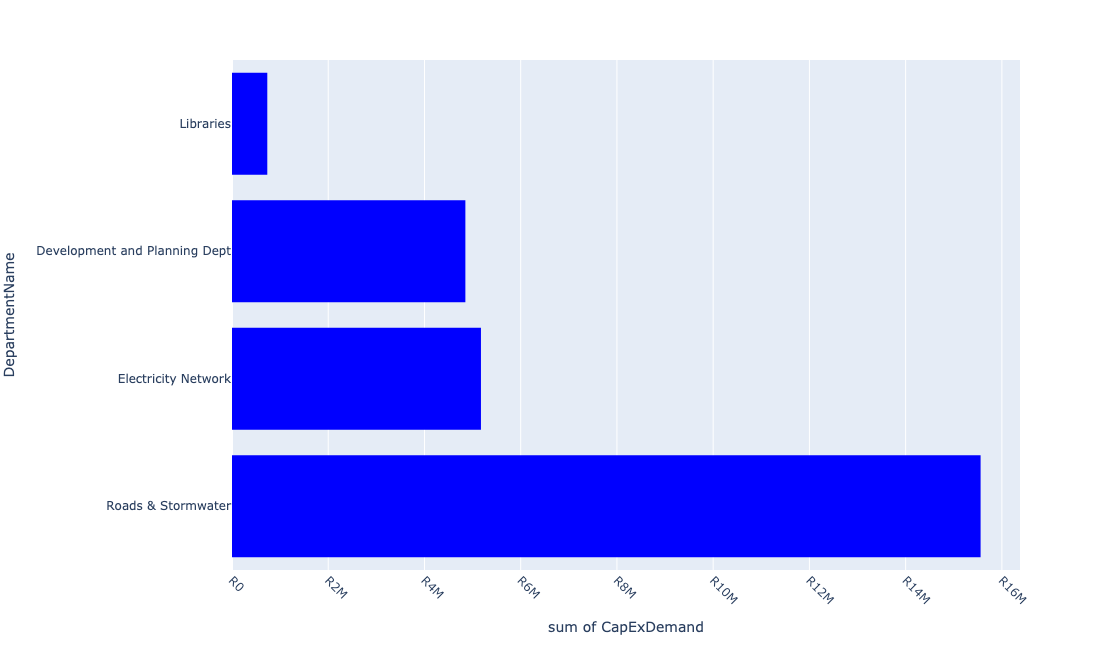 Libraries
Development and Planning Dept
Electricity Network
Roads & Stormwater
DepartmentName
R0
R2M
R4M
R6M
R8M
R10M
R12M
R14M
R16M
sum of CapExDemand